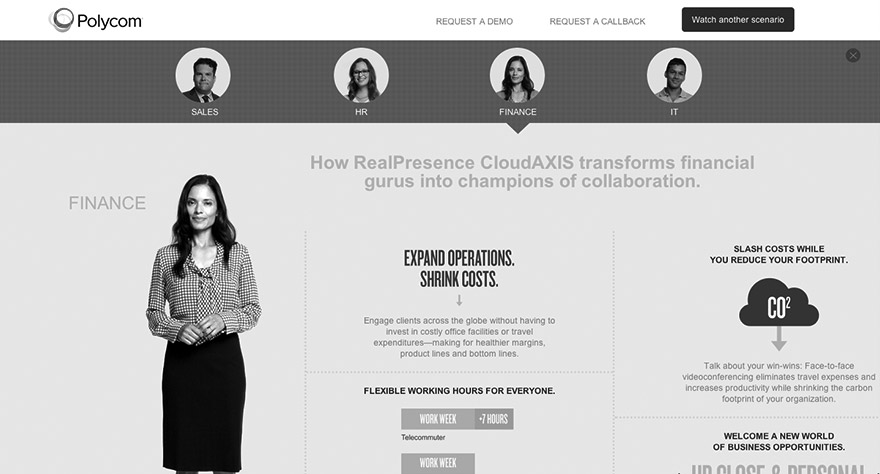 Polycom
REQUEST A DEMO
REQUEST A CALLBACK
Watch another scenario
SALES
HR
FINANCE
IT
How RealPresence CloudAXIS transforms financial
gurus into champions of collaboration.
FINANCE
EXPAND OPERATIONS.
SHRINK COSTS.
Engage clients across the globe without having to
invest in costly office facilities or travel
expenditures—making for healthier margins,
product lines and bottom lines.
FLEXIBLE WORKING HOURS FOR EVERYONE.
WORK WEEK +7 HOURS
Telecommuter
WORK WEEK
SLASH COSTS WHILE
YOU REDUCE YOUR FOOTPRINT.
CO²
Talk about your win-wins: Face-to-face
videoconferencing eliminates travel expenses and
increases productivity while shrinking the carbon
footprint of your organization.
WELCOME A NEW WORLD
OF BUSINESS OPPORTUNITIES.
UP CLOSE & PERSONAL